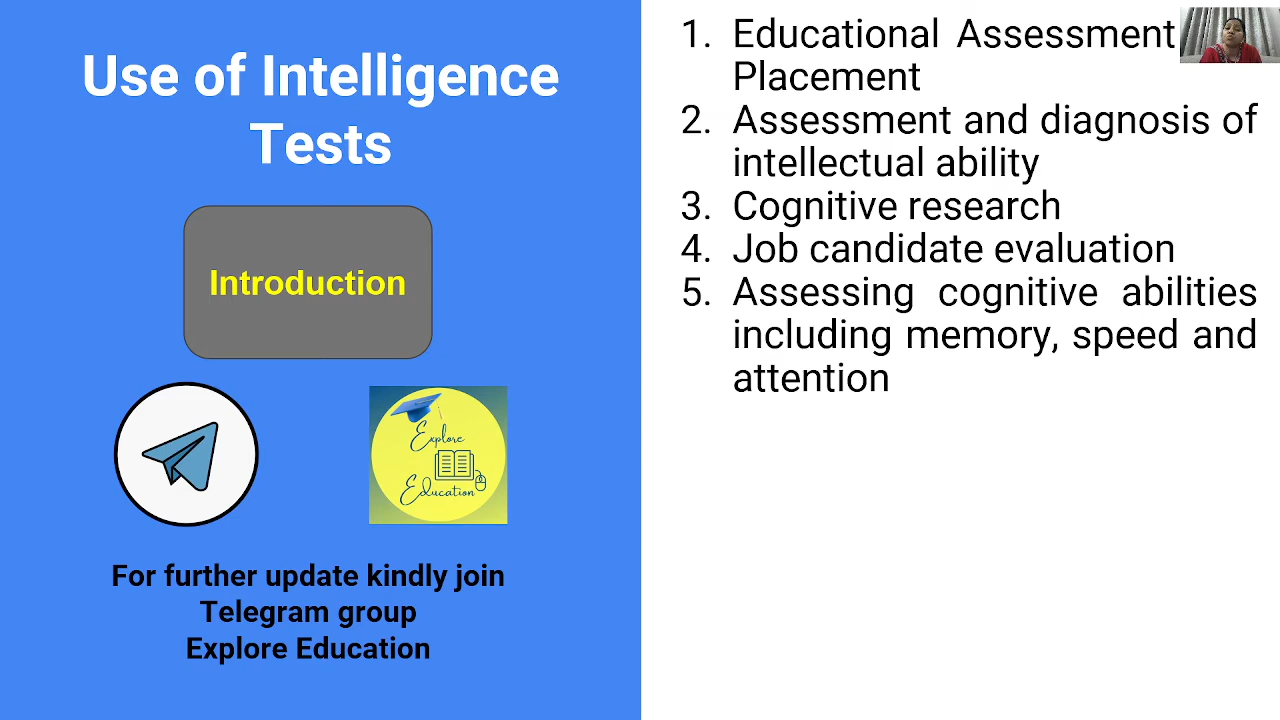 Use of Intelligence
Tests
Introduction
Explore
Education
For further update kindly join
Telegram group
Explore Education
1. Educational Assessment
Placement
2. Assessment and diagnosis of
intellectual ability
3. Cognitive research
4. Job candidate evaluation
5. Assessing cognitive abilities
including memory, speed and
attention